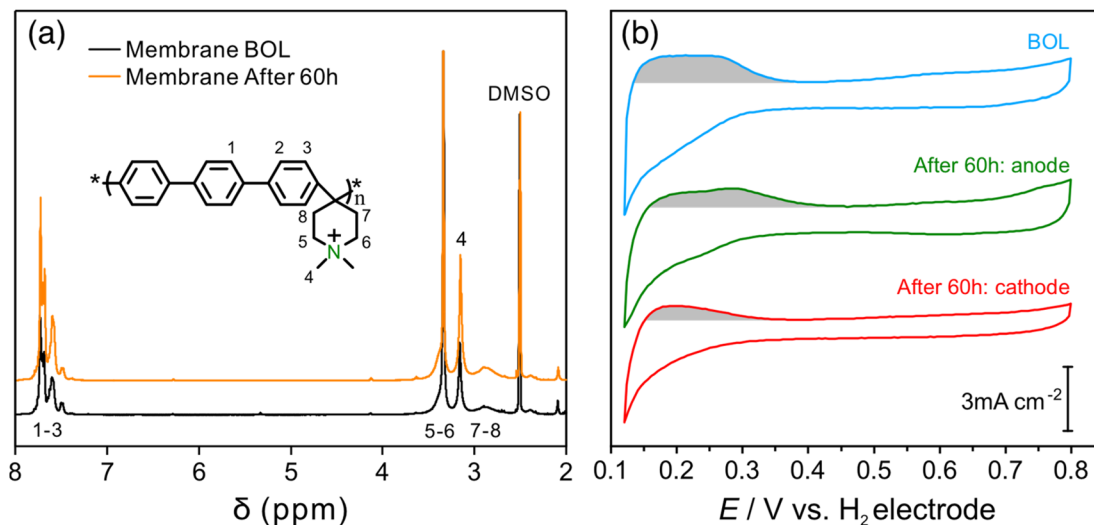 (a)
Membrane BOL
Membrane After 60h
DMSO
1
2
3
*
(
)
*
n
8
7
5
6
+
N
4
4
1-3
5-6
7-8
8
7
6
5
4
3
2
δ (ppm)
(b)
BOL
After 60h: anode
After 60h: cathode
3mA cm⁻²
0.1 0.2 0.3 0.4 0.5 0.6 0.7 0.8
E / V vs. H₂ electrode